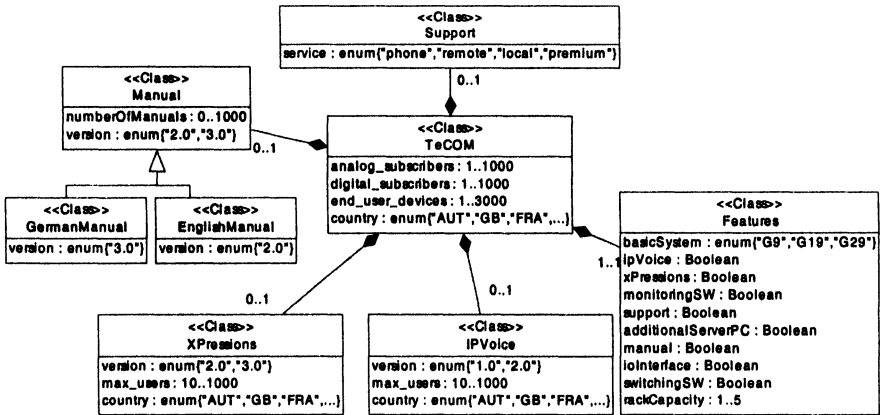 <<Class>>
Support
service : enum{"phone","remote","local","premium"}
0..1
<<Class>>
Manual
numberOfManuals : 0..1000
version : enum{"2.0","3.0"}
0..1
<<Class>>
TeCOM
analog_subscribers : 1..1000
digital_subscribers : 1..1000
end_user_devices : 1..3000
country : enum{"AUT","GB","FRA",...}
<<Class>>
GermanManual
version : enum{"3.0"}
<<Class>>
EnglishManual
version : enum{"2.0"}
<<Class>>
Features
basicSystem : enum{"G9","G19","G29"}
ipVoice : Boolean
xPressions : Boolean
monitoringSW : Boolean
support : Boolean
additionalServerPC : Boolean
manual : Boolean
ioInterface : Boolean
switchingSW : Boolean
rackCapacity : 1..5
1..1
0..1
<<Class>>
XPressions
version : enum{"2.0","3.0"}
max_users : 10..1000
country : enum{"AUT","GB","FRA",...}
0..1
<<Class>>
IPVoice
version : enum{"1.0","2.0"}
max_users : 10..1000
country : enum{"AUT","GB","FRA",...}